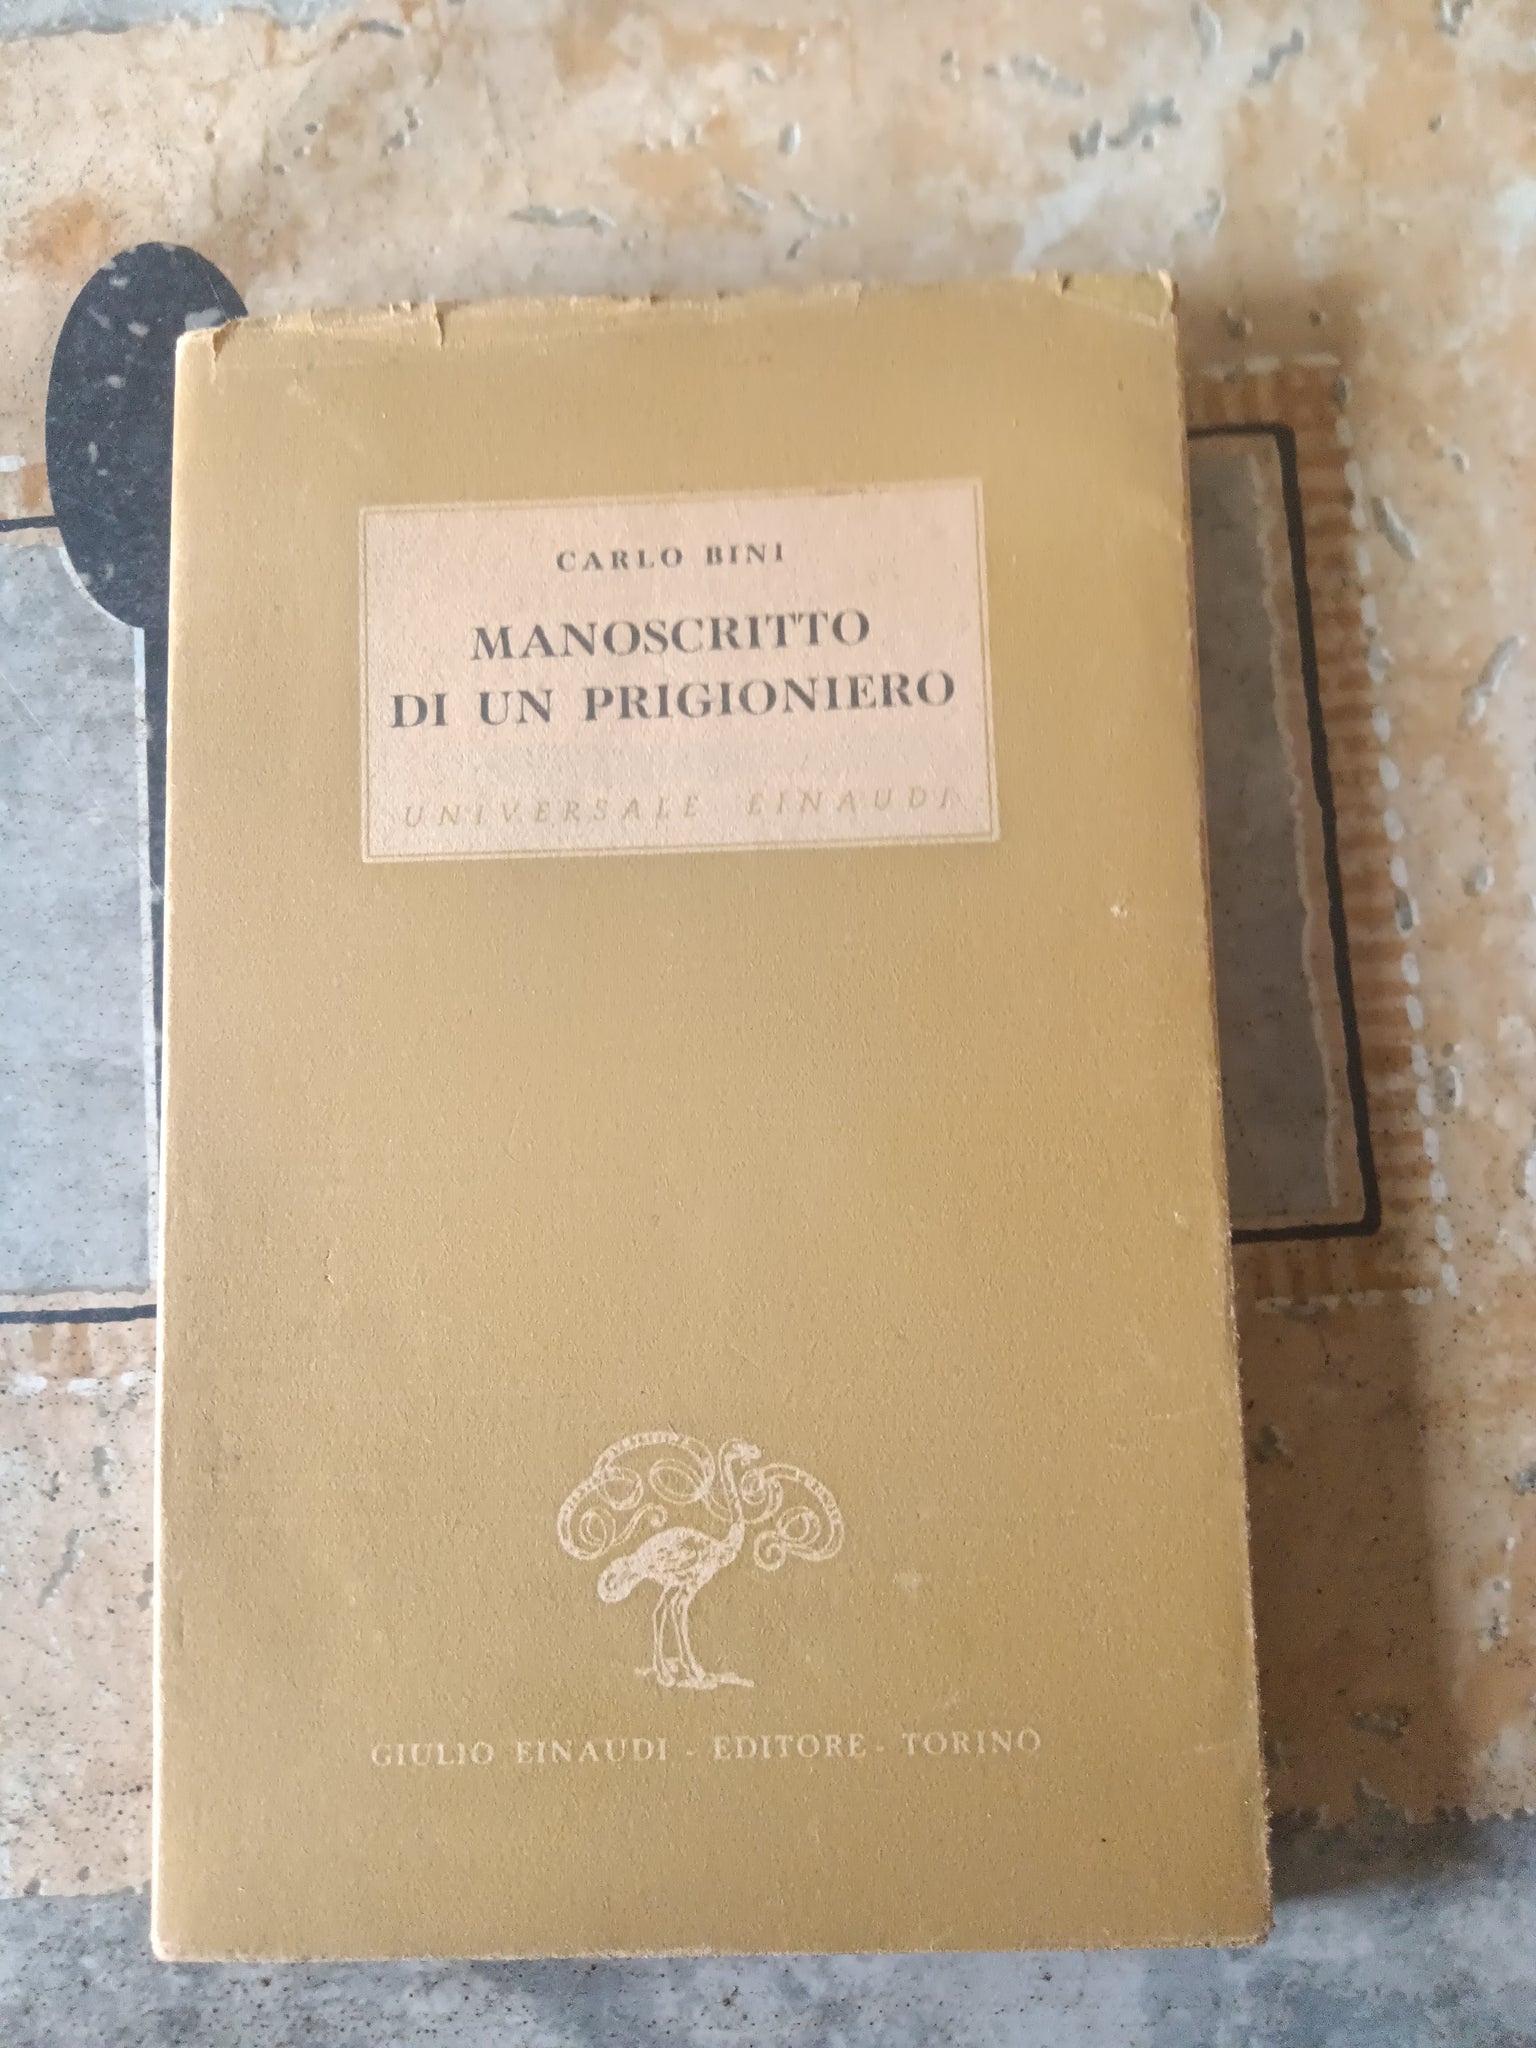 CARLO BINI
MANOSCRITTO
DI UN PRIGIONIERO
UNIVERSALE EINAUDI
GIULIO EINAUDI - EDITORE - TORINO